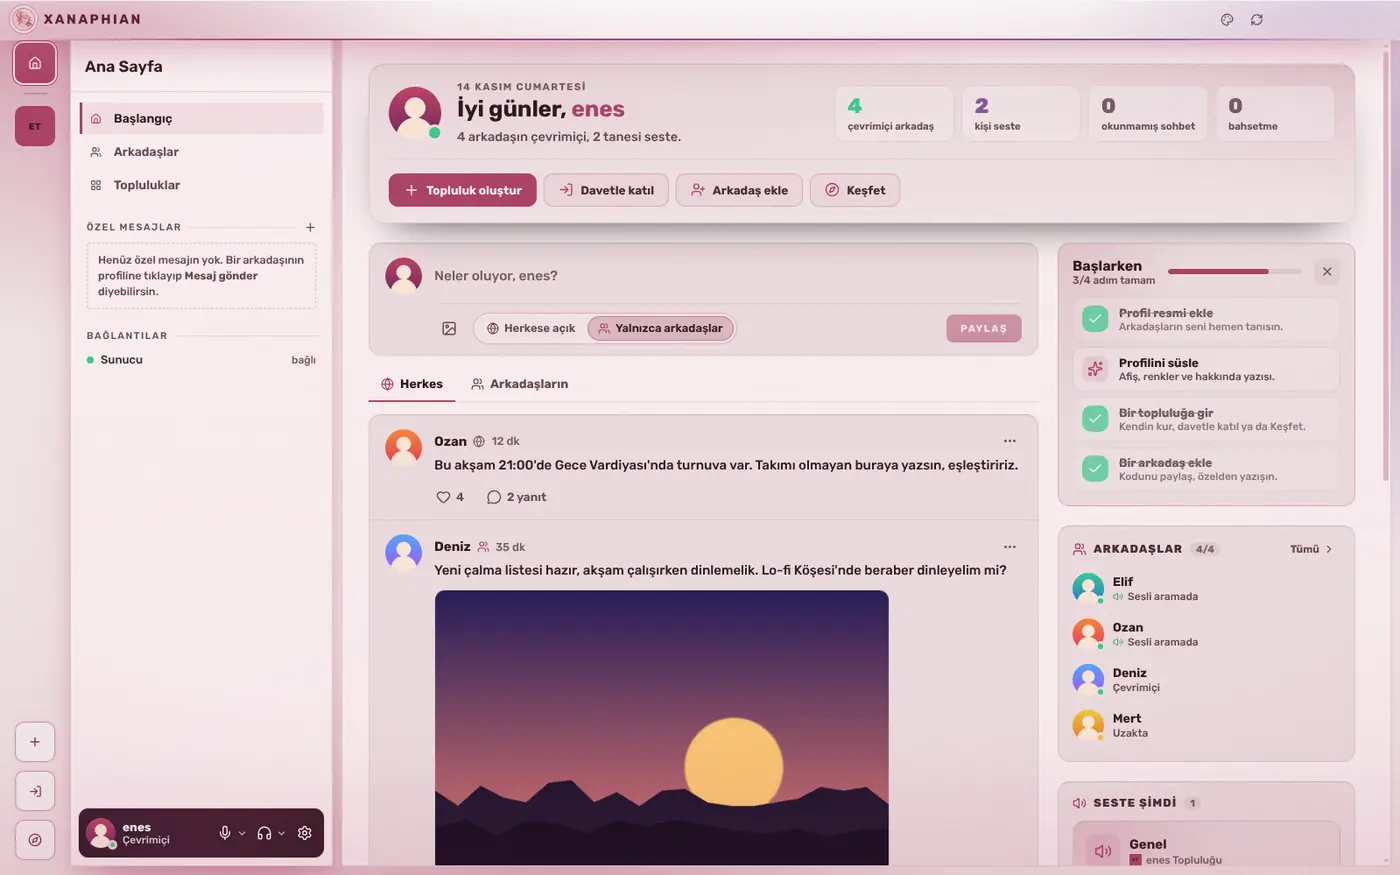 XANAPHIAN
ET
Ana Sayfa
Başlangıç
Arkadaşlar
Topluluklar
ÖZEL MESAJLAR
Henüz özel mesajın yok. Bir arkadaşının
profiline tıklayıp Mesaj gönder
diyebilirsin.
BAĞLANTILAR
Sunucu
bağlı
enes
Çevrimiçi
14 KASIM CUMARTESİ
İyi günler, enes
4 arkadaşın çevrimiçi, 2 tanesi seste.
4
çevrimiçi arkadaş
2
kişi seste
0
okunmamış sohbet
0
bahsetme
Topluluk oluştur
Davetle katıl
Arkadaş ekle
Keşfet
Neler oluyor, enes?
Herkese açık
Yalnızca arkadaşlar
PAYLAŞ
Herkes
Arkadaşların
Ozan 12 dk
Bu akşam 21:00'de Gece Vardiyası'nda turnuva var. Takımı olmayan buraya yazsın, eşleştiririz.
4
2 yanıt
Deniz 35 dk
Yeni çalma listesi hazır, akşam çalışırken dinlemelik. Lo-fi Köşesi'nde beraber dinleyelim mi?
Başlarken
3/4 adım tamam
Profil resmi ekle
Arkadaşların seni hemen tanısın.
Profilini süsle
Afiş, renkler ve hakkında yazısı.
Bir topluluğa gir
Kendin kur, davetle katıl ya da Keşfet.
Bir arkadaş ekle
Kodunu paylaş, özelden yazışın.
ARKADAŞLAR 4/4
Tümü
Elif
Sesli aramada
Ozan
Sesli aramada
Deniz
Çevrimiçi
Mert
Uzakta
SESTE ŞİMDİ 1
Genel
enes Topluluğu